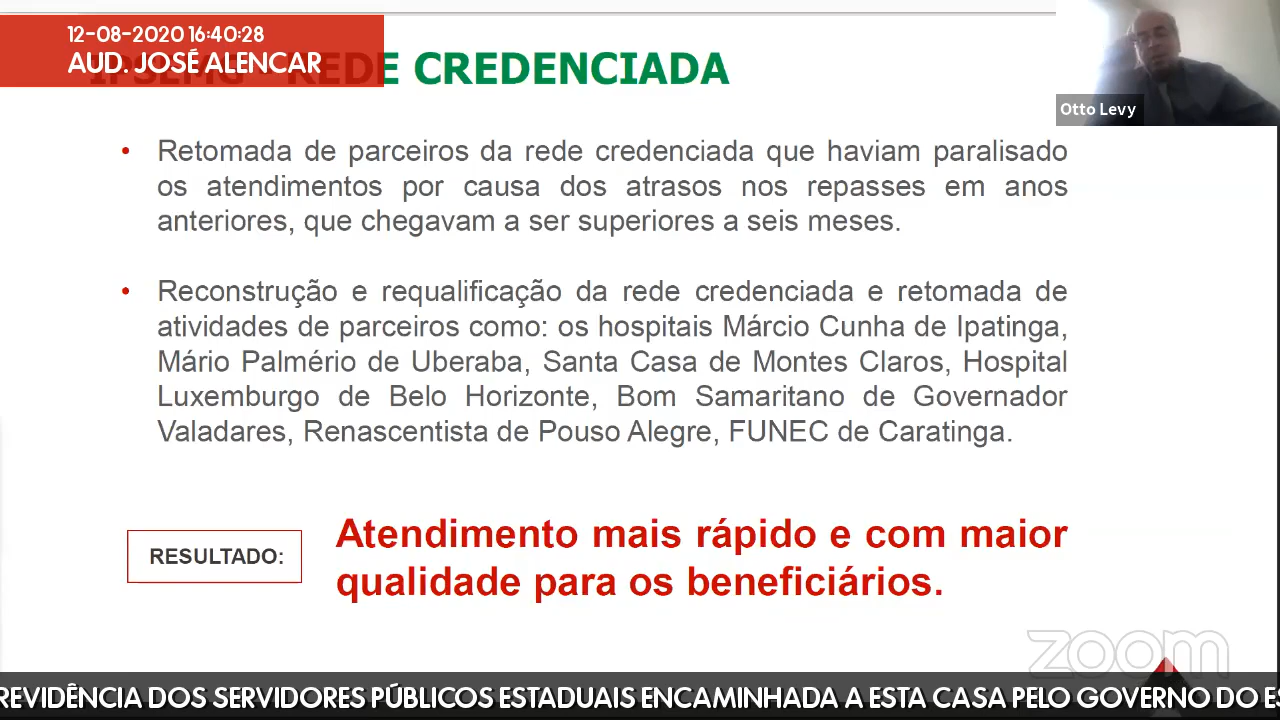 12-08-2020 16:40:28
AUD. JOSÉ ALENCAR
IPSEMG - REDE CREDENCIADA
Otto Levy
• Retomada de parceiros da rede credenciada que haviam paralisado
os atendimentos por causa dos atrasos nos repasses em anos
anteriores, que chegavam a ser superiores a seis meses.
• Reconstrução e requalificação da rede credenciada e retomada de
atividades de parceiros como: os hospitais Márcio Cunha de Ipatinga,
Mário Palmério de Uberaba, Santa Casa de Montes Claros, Hospital
Luxemburgo de Belo Horizonte, Bom Samaritano de Governador
Valadares, Renascentista de Pouso Alegre, FUNEC de Caratinga.
RESULTADO:
Atendimento mais rápido e com maior
qualidade para os beneficiários.
zoom
REVIDÊNCIA DOS SERVIDORES PÚBLICOS ESTADUAIS ENCAMINHADA A ESTA CASA PELO GOVERNO DO ES